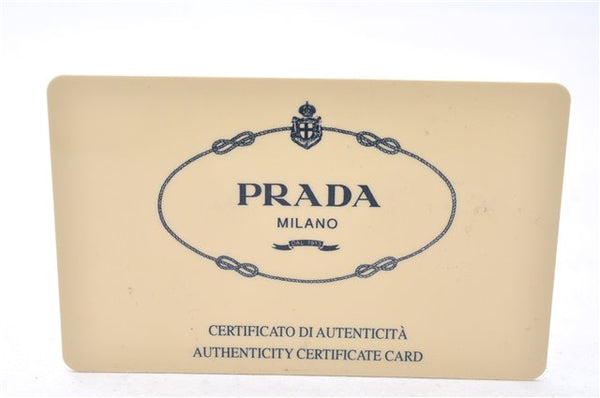 PRADA
MILANO
DAL 1913
CERTIFICATO DI AUTENTICITÀ
AUTHENTICITY CERTIFICATE CARD